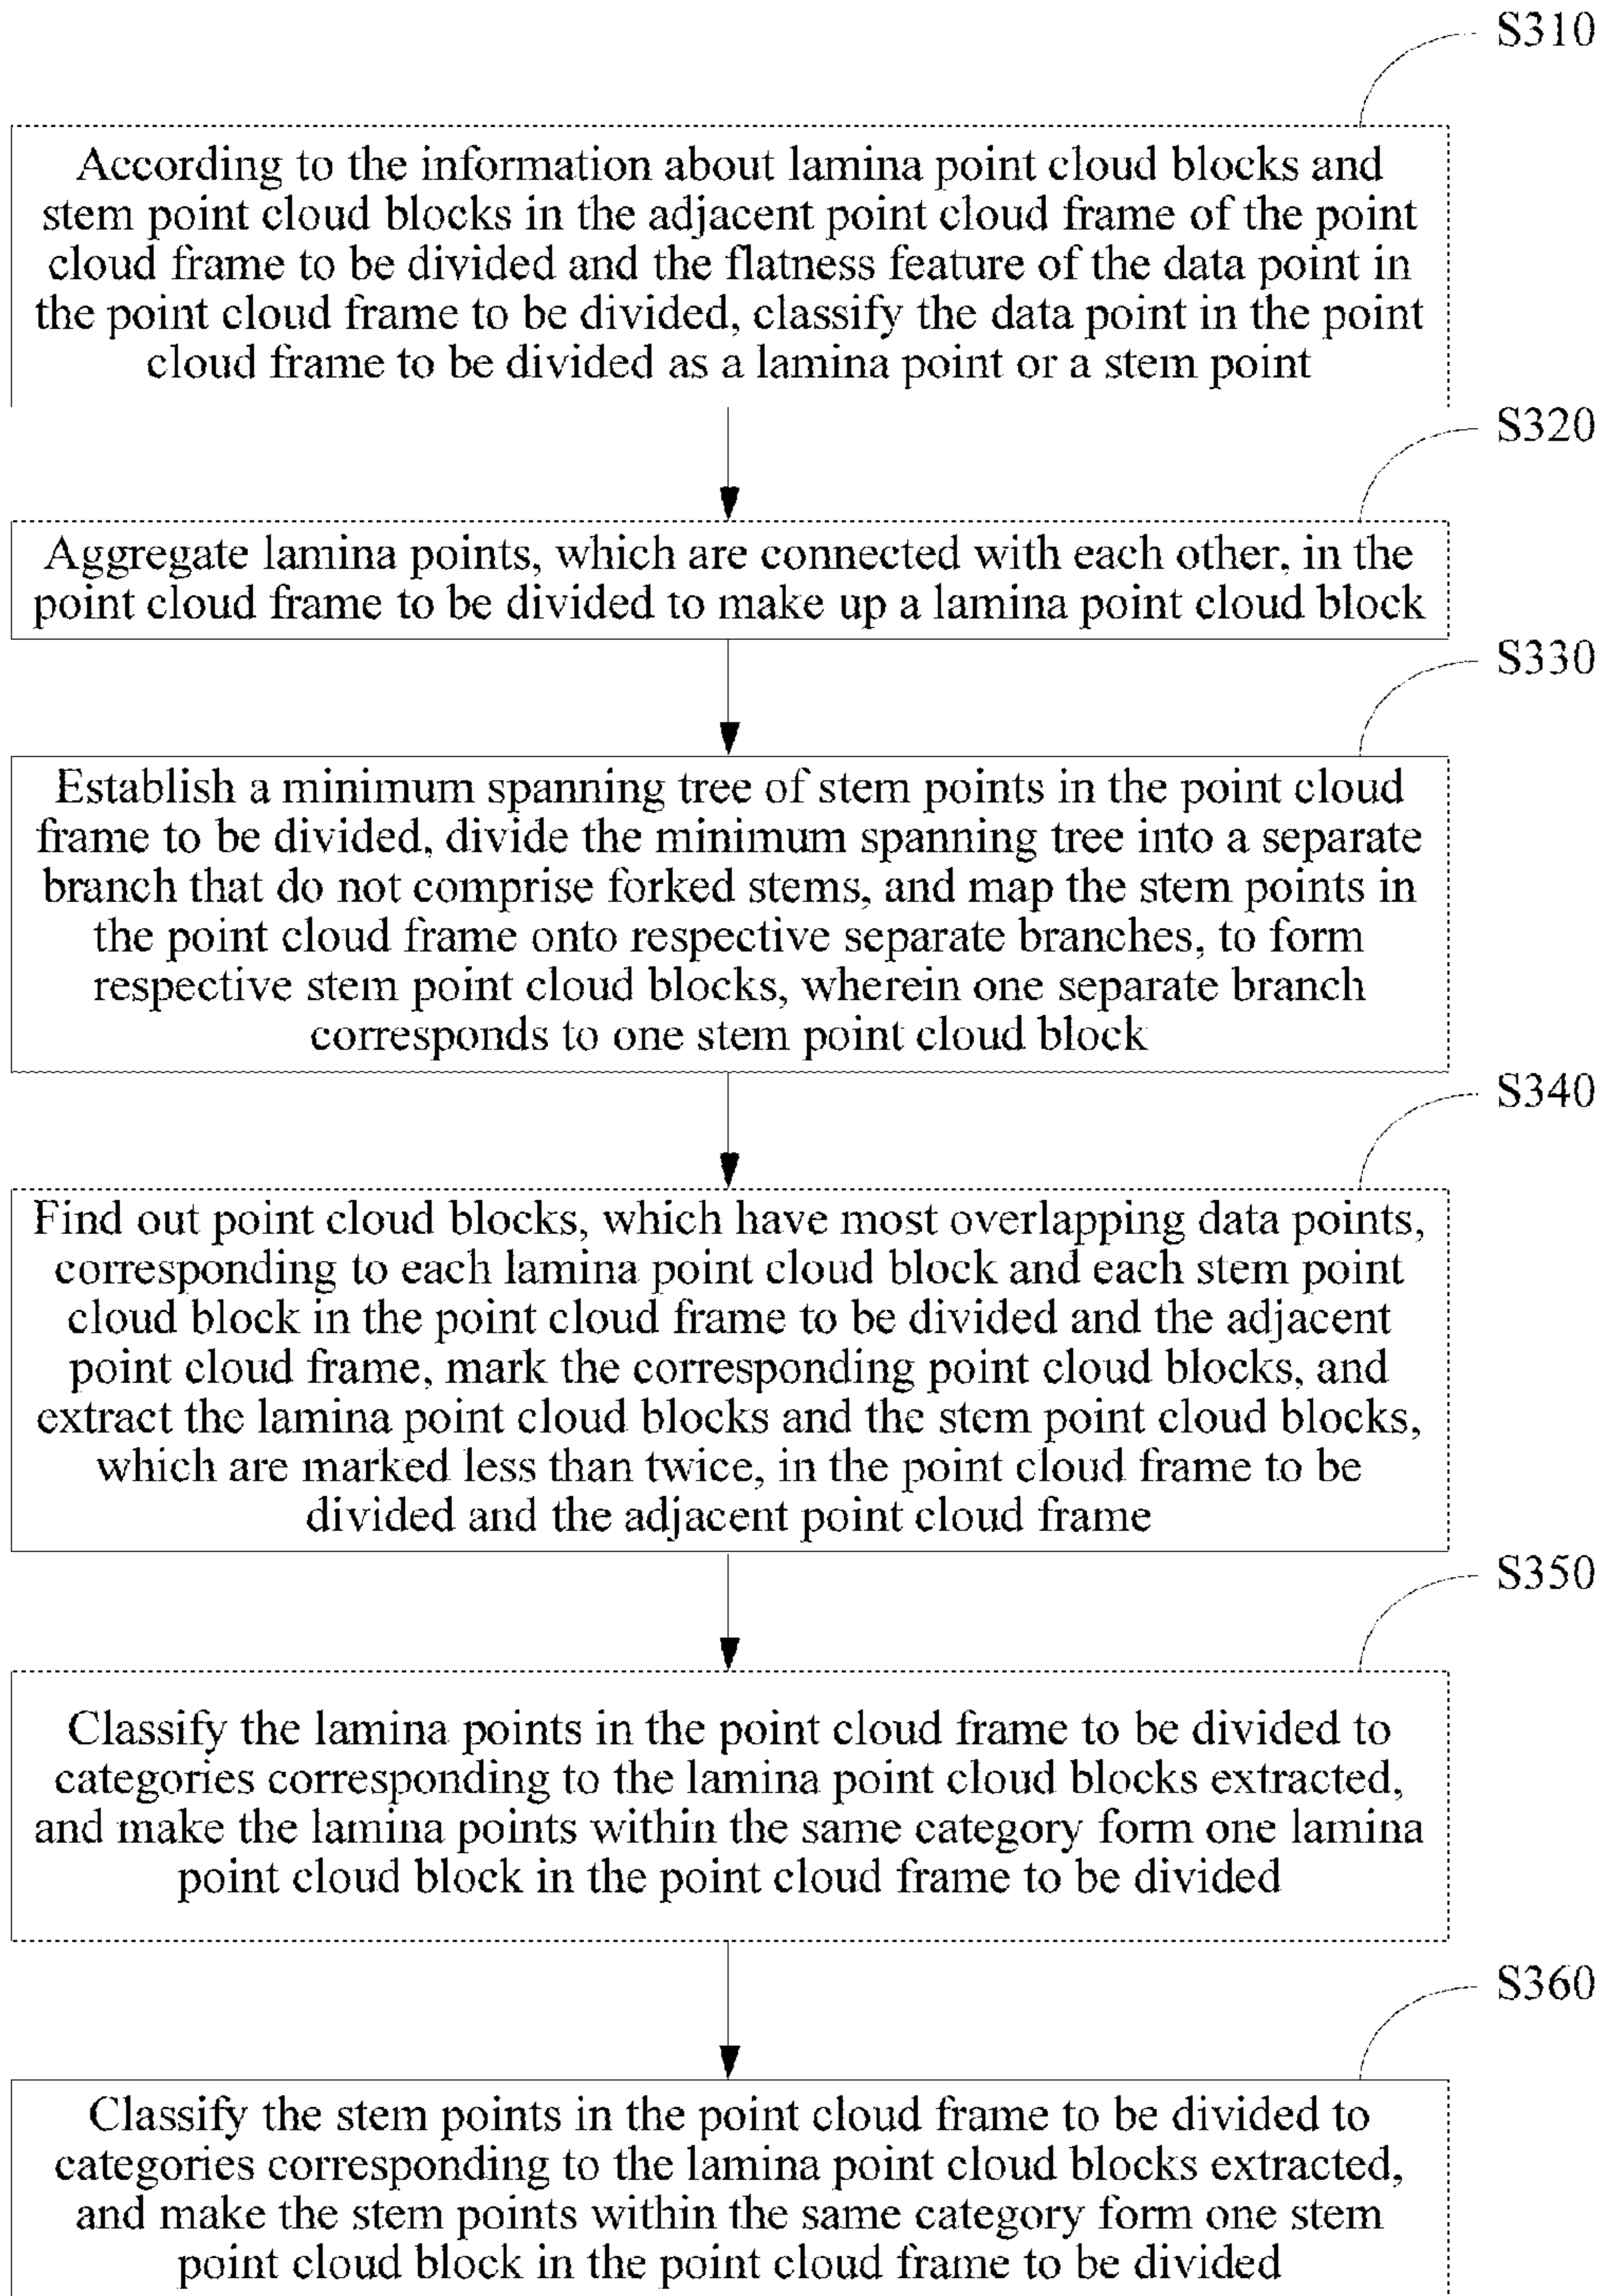 S310
According to the information about lamina point cloud blocks and
stem point cloud blocks in the adjacent point cloud frame of the point
cloud frame to be divided and the flatness feature of the data point in
the point cloud frame to be divided, classify the data point in the point
cloud frame to be divided as a lamina point or a stem point
S320
Aggregate lamina points, which are connected with each other, in the
point cloud frame to be divided to make up a lamina point cloud block
S330
Establish a minimum spanning tree of stem points in the point cloud
frame to be divided, divide the minimum spanning tree into a separate
branch that do not comprise forked stems, and map the stem points in
the point cloud frame onto respective separate branches, to form
respective stem point cloud blocks, wherein one separate branch
corresponds to one stem point cloud block
S340
Find out point cloud blocks, which have most overlapping data points,
corresponding to each lamina point cloud block and each stem point
cloud block in the point cloud frame to be divided and the adjacent
point cloud frame, mark the corresponding point cloud blocks, and
extract the lamina point cloud blocks and the stem point cloud blocks,
which are marked less than twice, in the point cloud frame to be
divided and the adjacent point cloud frame
S350
Classify the lamina points in the point cloud frame to be divided to
categories corresponding to the lamina point cloud blocks extracted,
and make the lamina points within the same category form one lamina
point cloud block in the point cloud frame to be divided
S360
Classify the stem points in the point cloud frame to be divided to
categories corresponding to the lamina point cloud blocks extracted,
and make the stem points within the same category form one stem
point cloud block in the point cloud frame to be divided